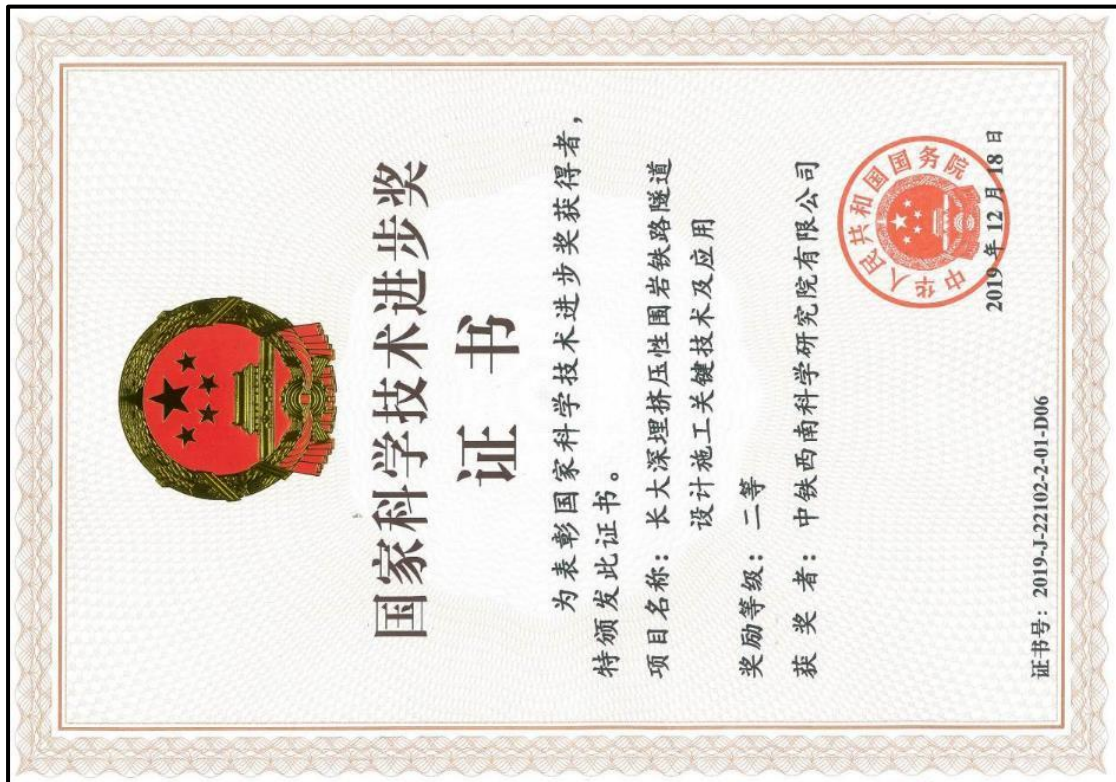 国家科学技术进步奖
证书
为表彰国家科学技术进步奖获得者，
特颁发此证书。
项目名称：长大深埋挤压性围岩铁路隧道
设计施工关键技术及应用
奖励等级：二等
获奖者：中铁西南科学研究院有限公司
中华人民共和国国务院
2019年12月18日
证书号：2019-J-22102-2-01-D06